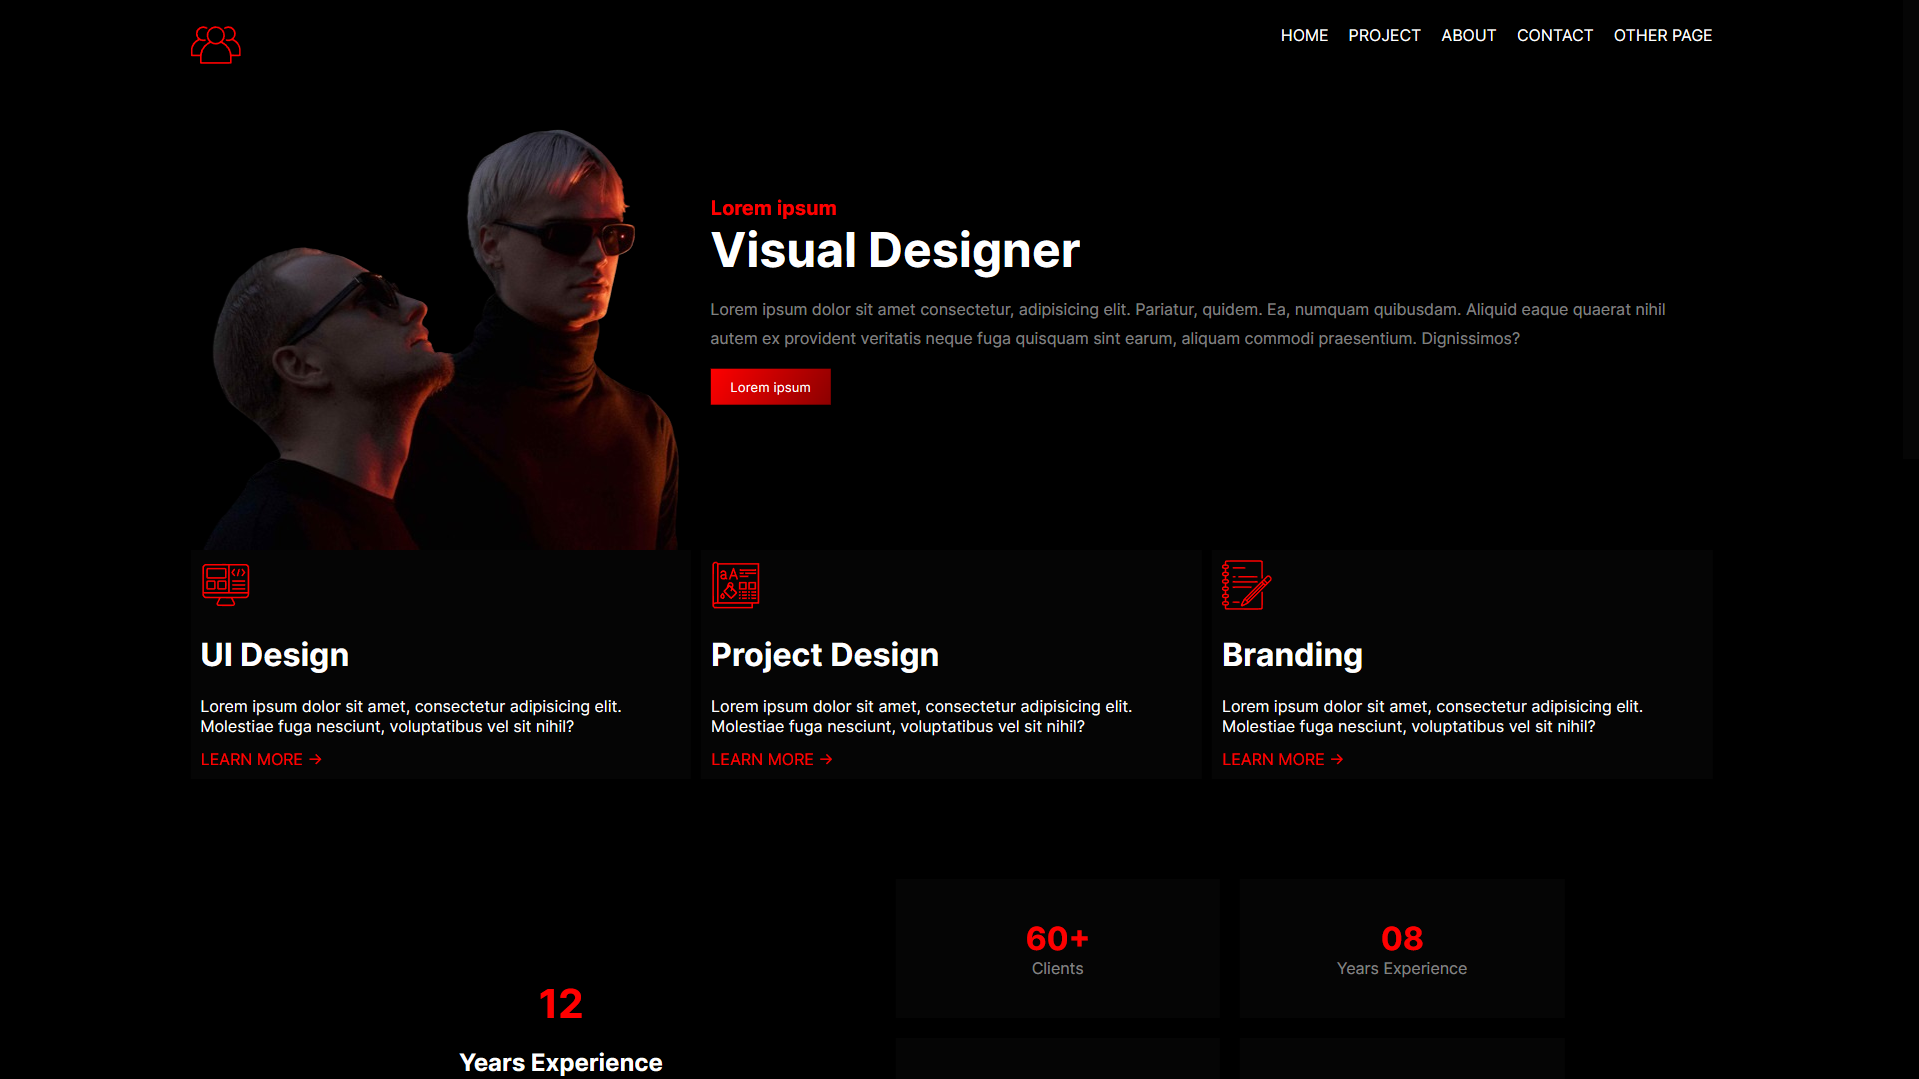 HOME PROJECT ABOUT CONTACT OTHER PAGE
Lorem ipsum
Visual Designer
Lorem ipsum dolor sit amet consectetur, adipisicing elit. Pariatur, quidem. Ea, numquam quibusdam. Aliquid eaque quaerat nihil
autem ex provident veritatis neque fuga quisquam sint earum, aliquam commodi praesentium. Dignissimos?
Lorem ipsum
UI Design
Lorem ipsum dolor sit amet, consectetur adipisicing elit.
Molestiae fuga nesciunt, voluptatibus vel sit nihil?
LEARN MORE →
aA
Project Design
Lorem ipsum dolor sit amet, consectetur adipisicing elit.
Molestiae fuga nesciunt, voluptatibus vel sit nihil?
LEARN MORE →
Branding
Lorem ipsum dolor sit amet, consectetur adipisicing elit.
Molestiae fuga nesciunt, voluptatibus vel sit nihil?
LEARN MORE →
12
Years Experience
60+
Clients
08
Years Experience